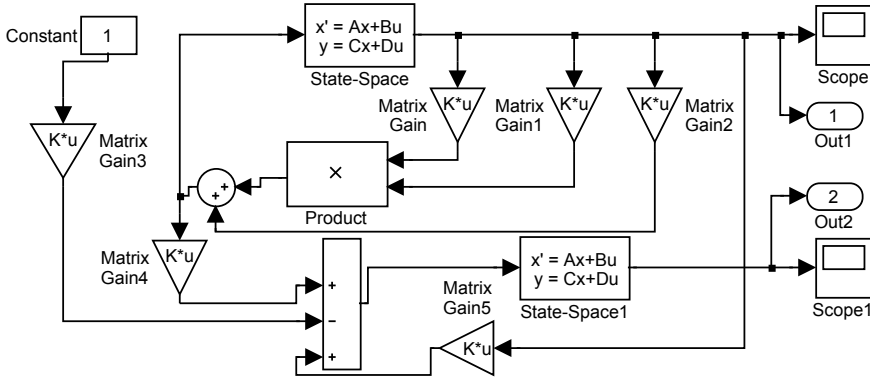 Constant
1
x' = Ax+Bu
y = Cx+Du
State-Space
Scope
K*u
Matrix
Gain3
Matrix
Gain
K*u
Matrix
Gain1
K*u
K*u
Matrix
Gain2
1
Out1
×
Product
+
+
2
Out2
K*u
Matrix
Gain4
+
−
+
x' = Ax+Bu
y = Cx+Du
State-Space1
Matrix
Gain5
K*u
Scope1